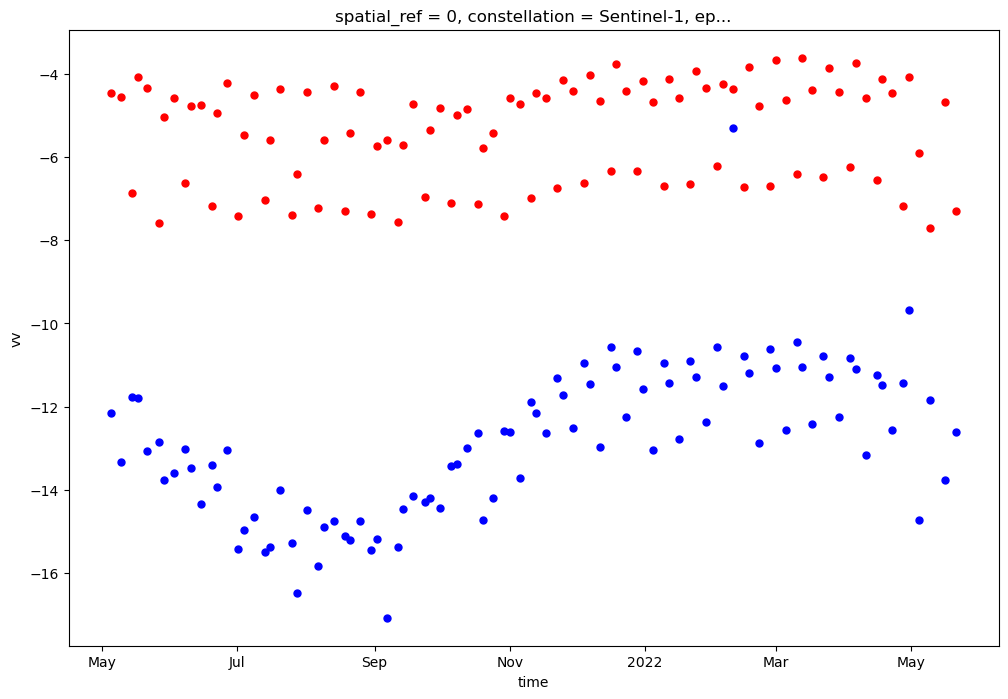 spatial_ref = 0, constellation = Sentinel-1, ep...
−4
−6
−8
−10
−12
−14
−16
vv
May
Jul
Sep
Nov
2022
Mar
May
time